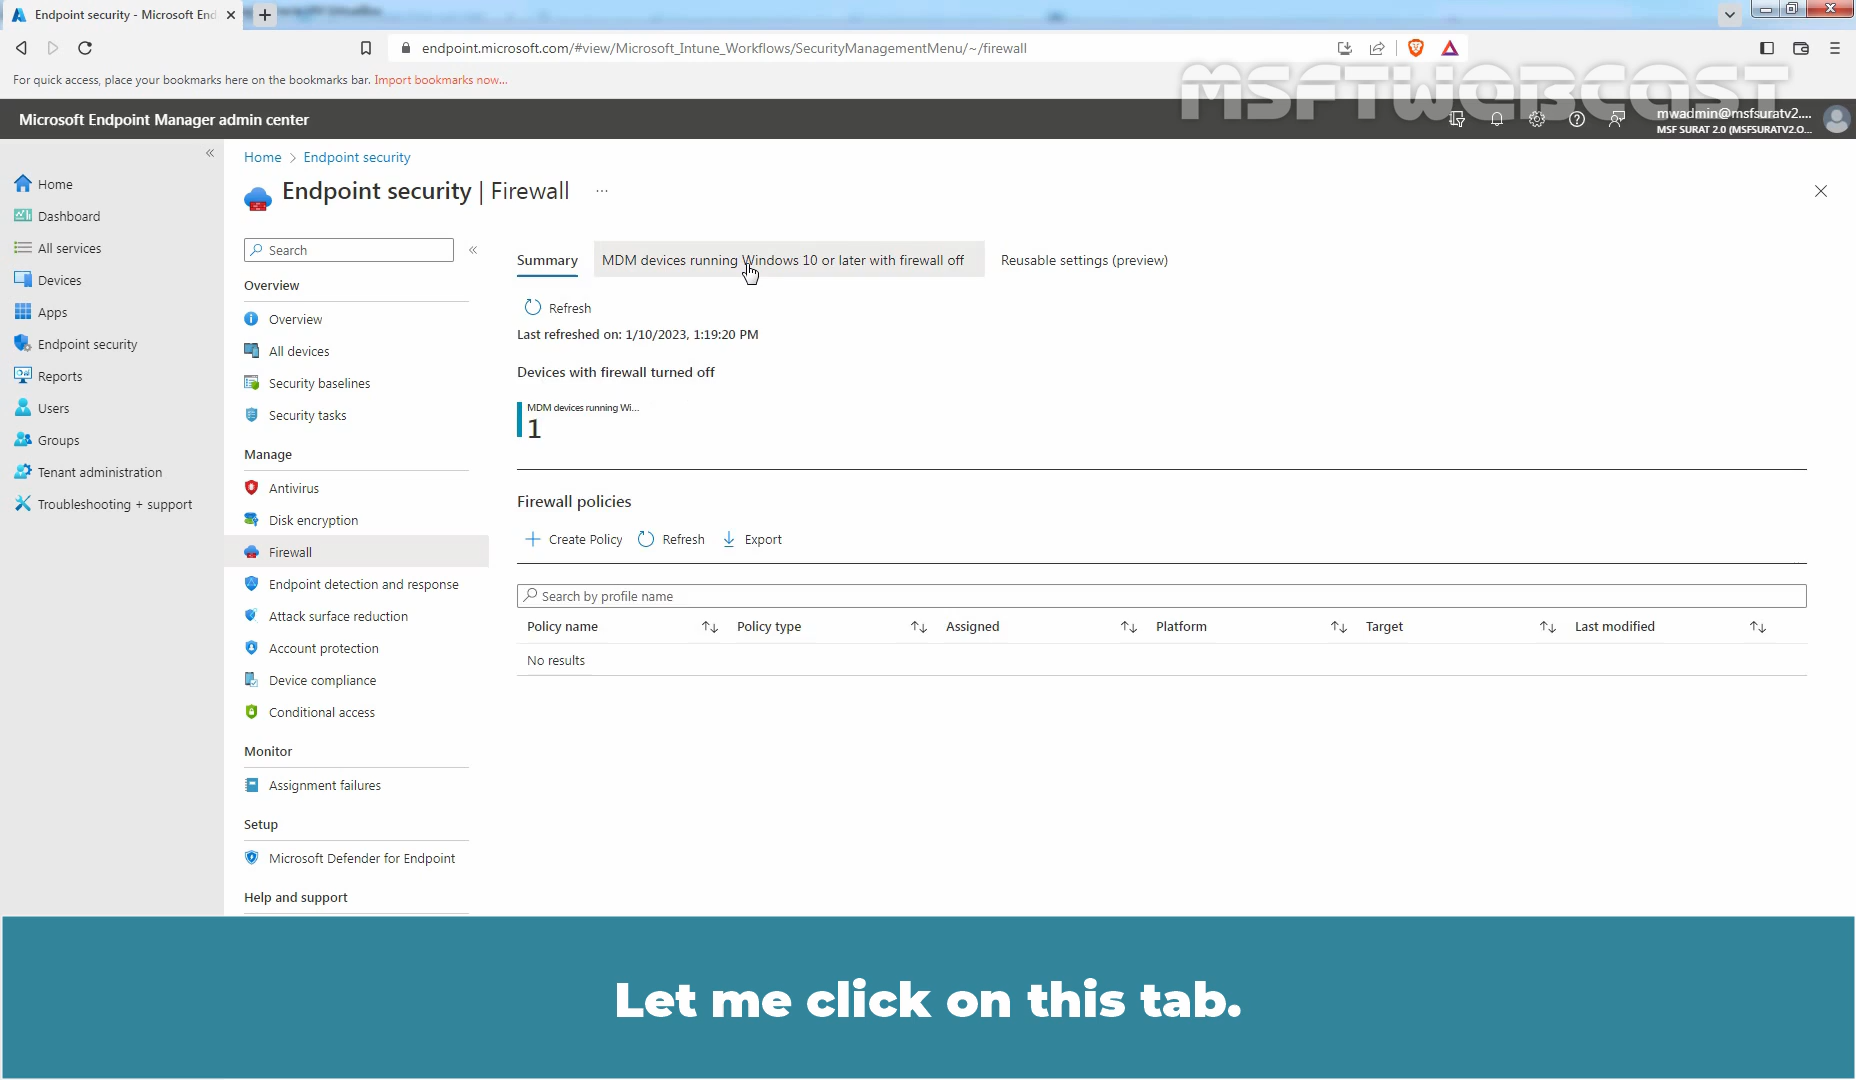 Endpoint security - Microsoft End
endpoint.microsoft.com/#view/Microsoft_Intune_Workflows/SecurityManagementMenu/~/firewall
For quick access, place your bookmarks here on the bookmarks bar. Import bookmarks now...
MSFTWEBCAST
Microsoft Endpoint Manager admin center
mwadmin@msfsuratv2....
MSF SURAT 2.0 (MSFSURATV2.O...
Home
Dashboard
All services
Devices
Apps
Endpoint security
Reports
Users
Groups
Tenant administration
Troubleshooting + support
Home > Endpoint security
Endpoint security | Firewall ...
Search
Overview
Overview
All devices
Security baselines
Security tasks
Manage
Antivirus
Disk encryption
Firewall
Endpoint detection and response
Attack surface reduction
Account protection
Device compliance
Conditional access
Monitor
Assignment failures
Setup
Microsoft Defender for Endpoint
Help and support
Summary MDM devices running Windows 10 or later with firewall off Reusable settings (preview)
Refresh
Last refreshed on: 1/10/2023, 1:19:20 PM
Devices with firewall turned off
MDM devices running Wi...
1
Firewall policies
Create Policy Refresh Export
Search by profile name
Policy name Policy type Assigned Platform Target Last modified
No results
Let me click on this tab.